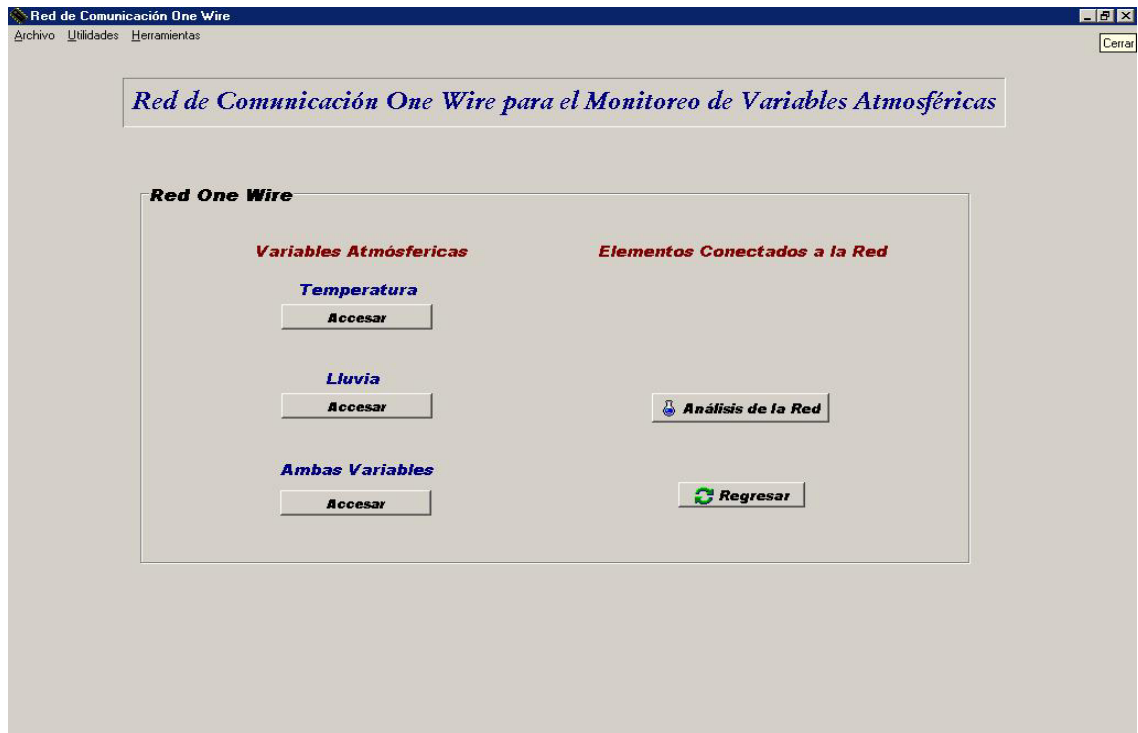 Red de Comunicación One Wire
Archivo Utilidades Herramientas
Cerrar
Red de Comunicación One Wire para el Monitoreo de Variables Atmosféricas
Red One Wire
Variables Atmósfericas
Temperatura
Accesar
Lluvia
Accesar
Ambas Variables
Accesar
Elementos Conectados a la Red
Análisis de la Red
Regresar